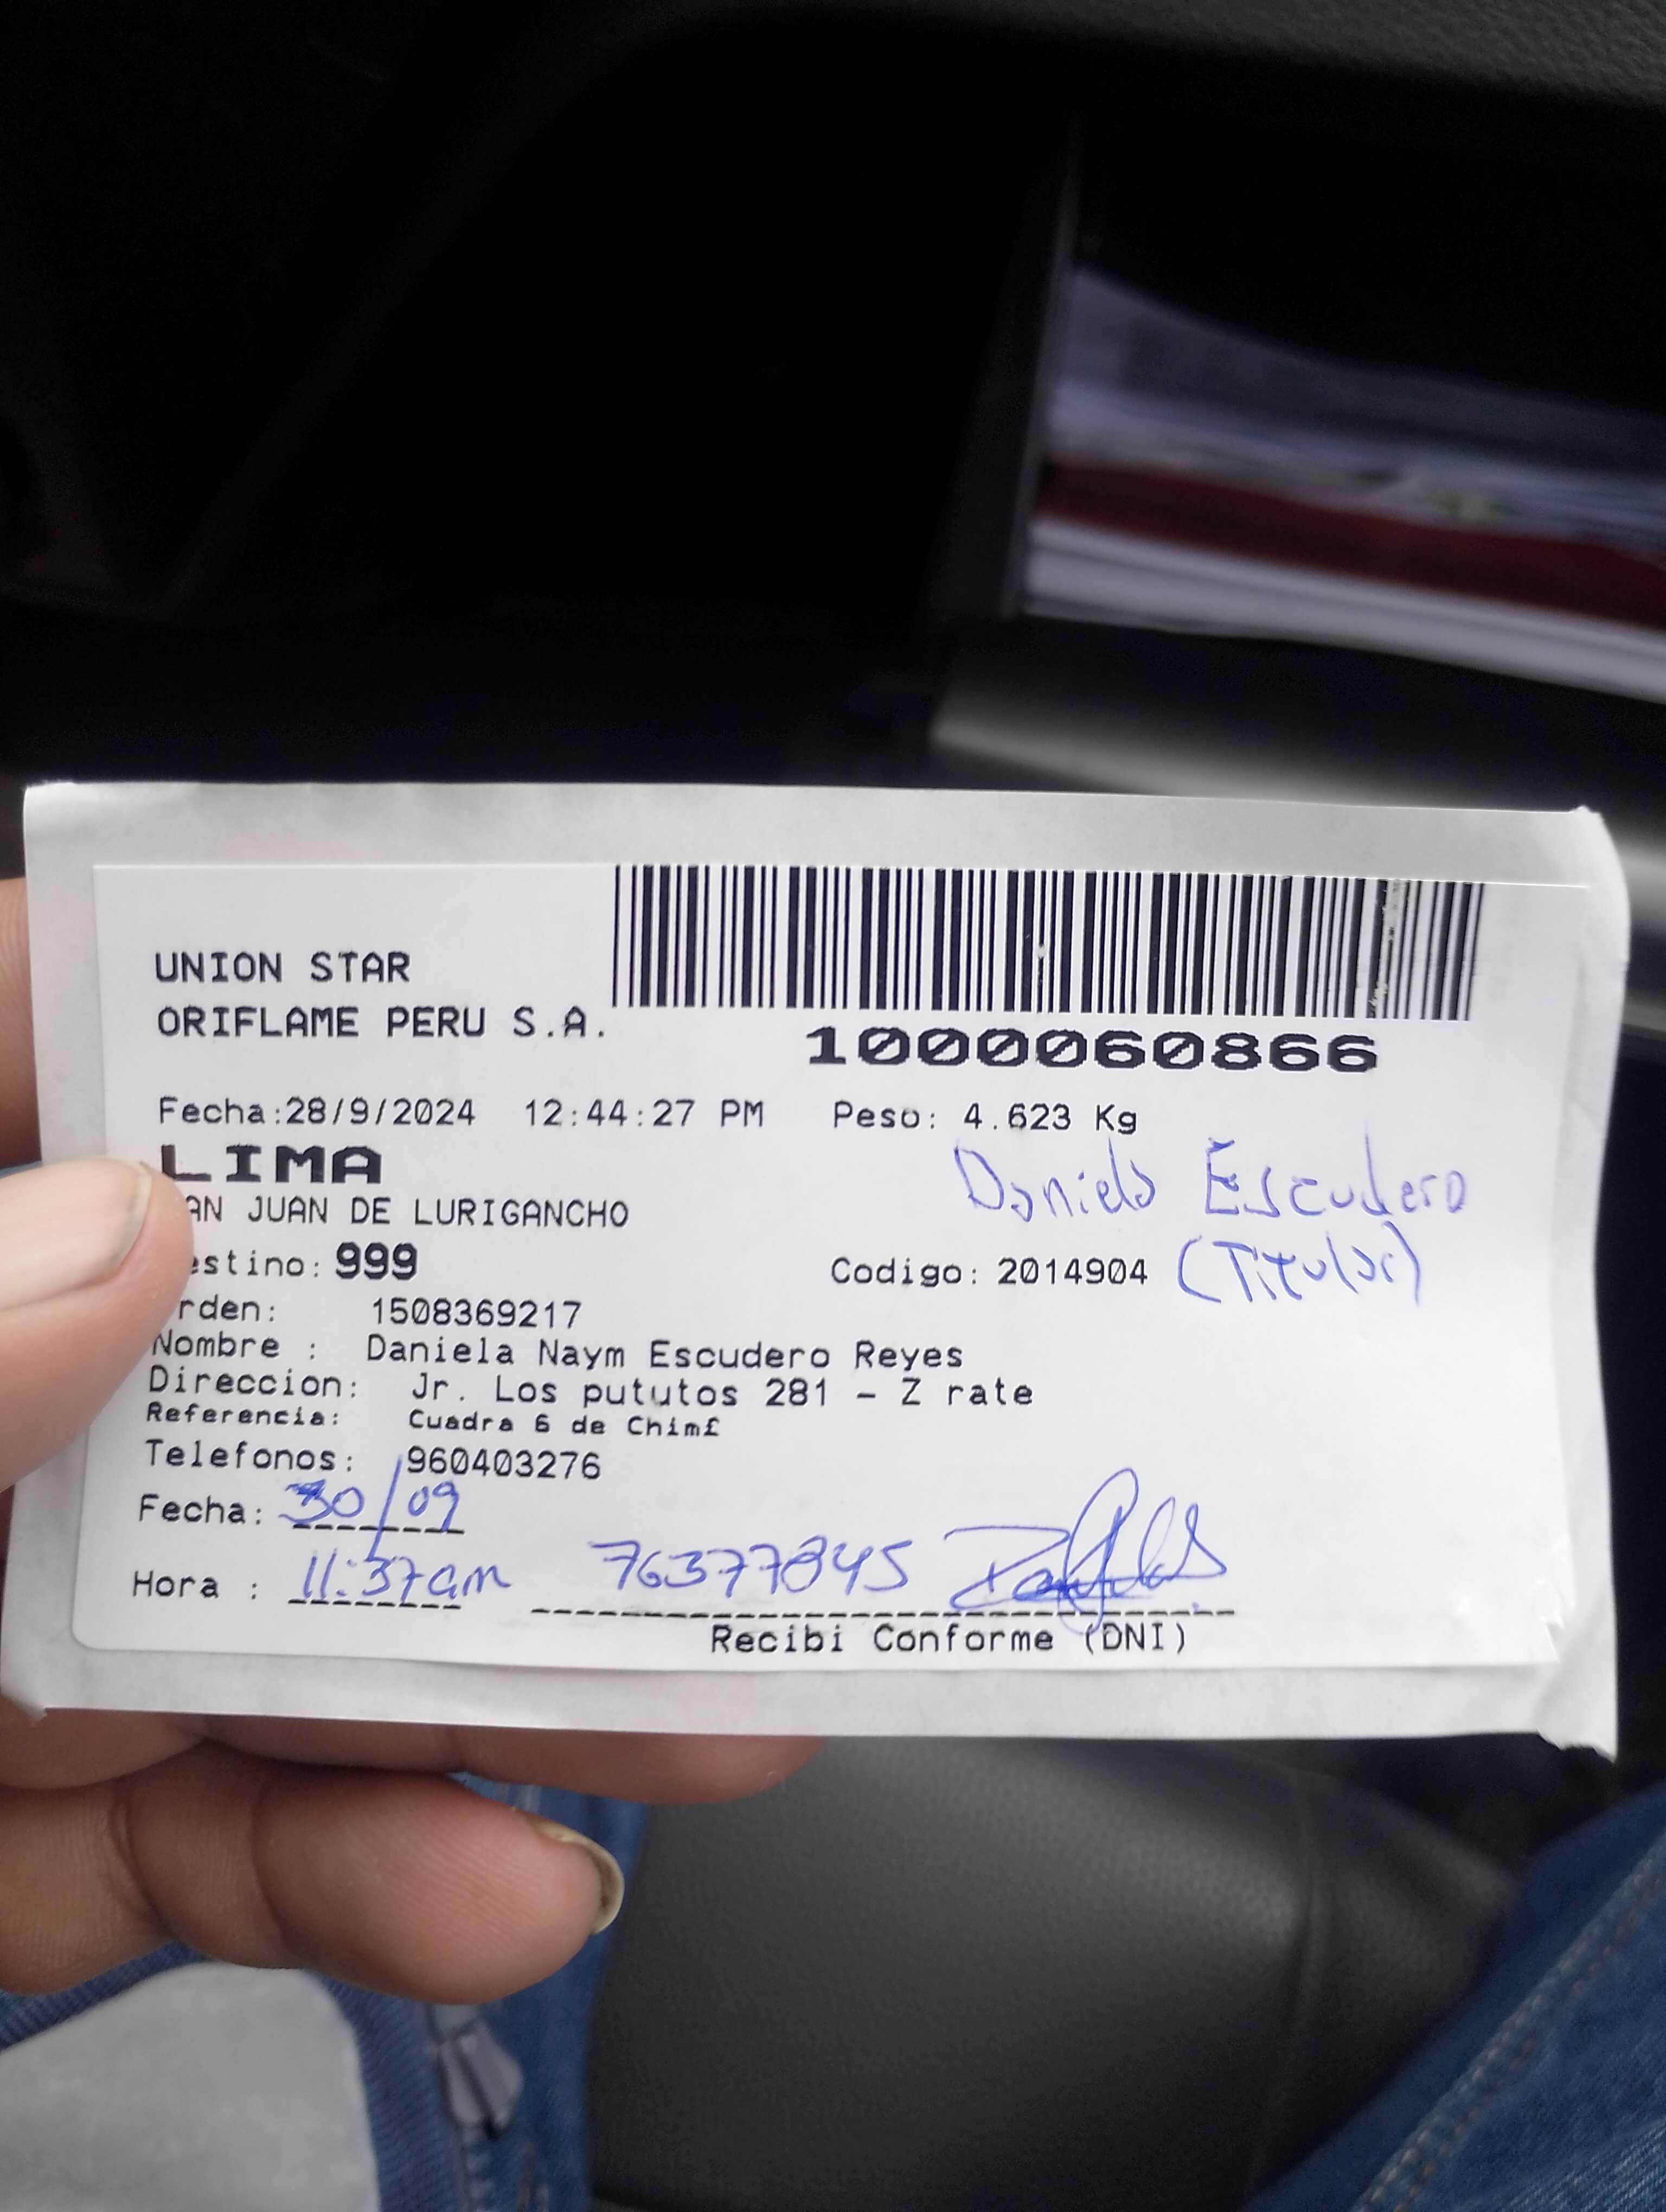 UNION STAR
ORIFLAME PERU S.A.
1000060866
Fecha:28/9/2024 12:44:27 PM Peso: 4.623 Kg
LIMA
AN JUAN DE LURIGANCHO
Daniela Escudero
(Titular)
estino: 999 Codigo: 2014904
rden: 1508369217
Nombre : Daniela Naym Escudero Reyes
Direccion: Jr. Los pututos 281 - Z rate
Referencia: Cuadra 6 de Chim£
Telefonos: 960403276
Fecha: 30/09
Hora : 11:37am 76377845
Recibi Conforme (DNI)